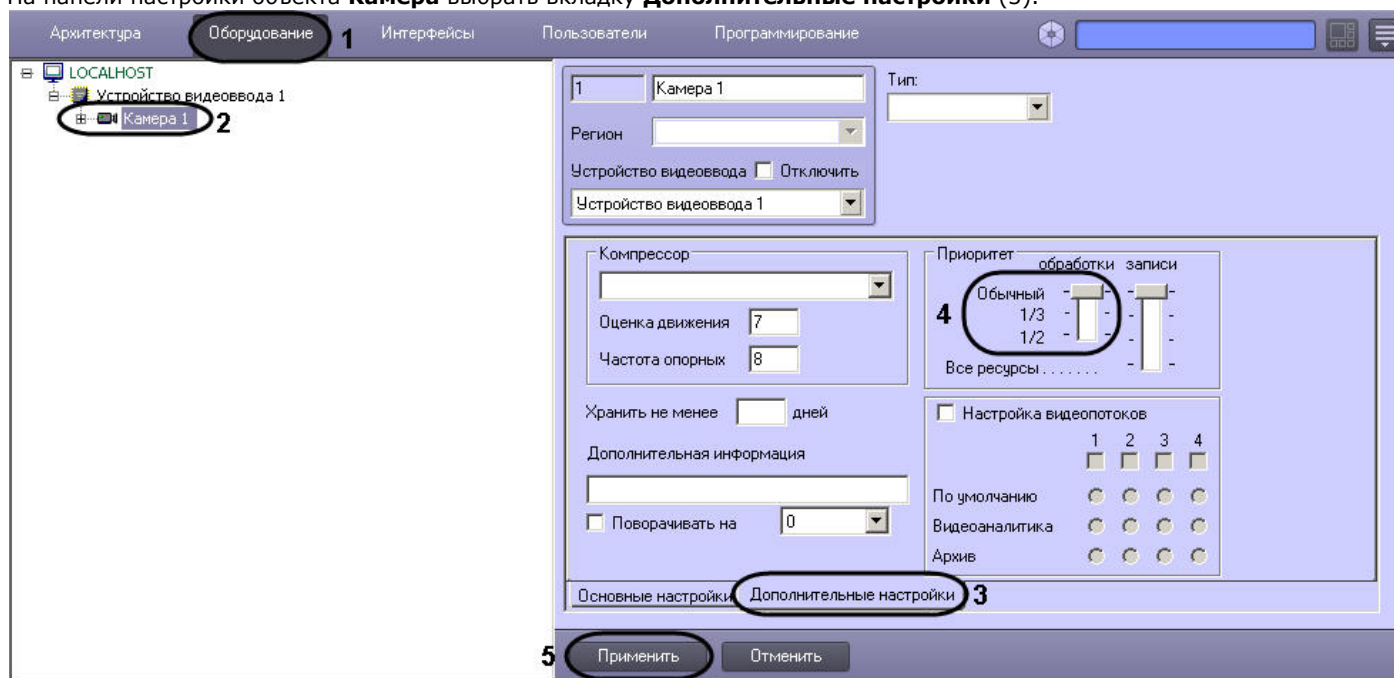 На панели настройки объекта Камера выбрать вкладку Дополнительные настройки (3).
Архитектура Оборудование 1 Интерфейсы Пользователи Программирование
LOCALHOST
Устройство видеоввода 1
Камера 1 2
1 Камера 1 Тип:
Регион
Устройство видеоввода Отключить
Устройство видеоввода 1
Компрессор
Оценка движения 7
Частота опорных 8
Хранить не менее дней
Дополнительная информация
Поворачивать на 0
Приоритет обработки записи
4 Обычный
1/3
1/2
Все ресурсы . . . . . . .
Настройка видеопотоков
1 2 3 4
По умолчанию
Видеоаналитика
Архив
Основные настройки Дополнительные настройки 3
5 Применить Отменить